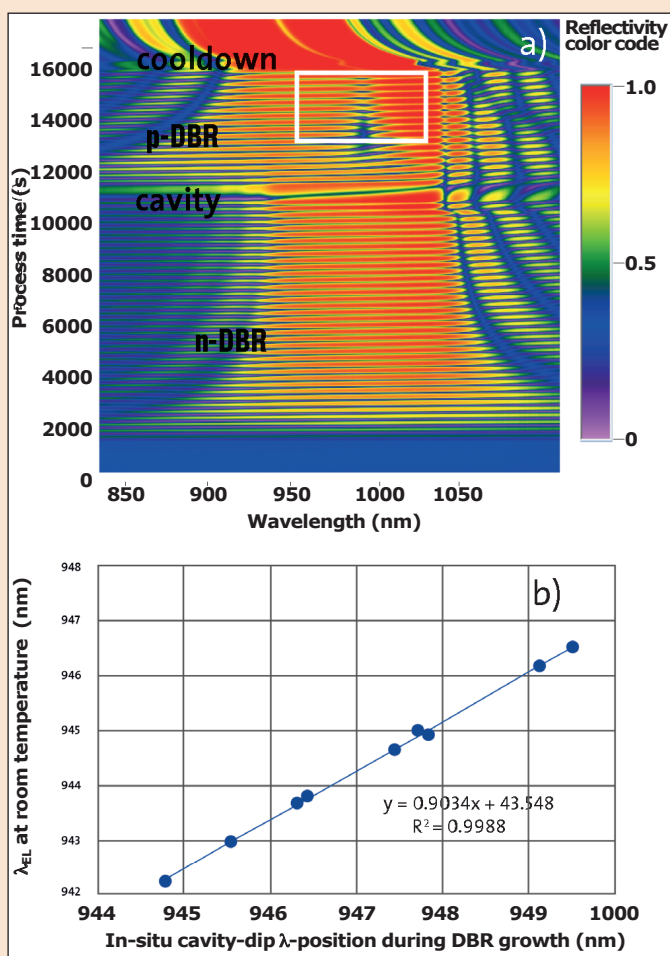 Reflectivity
color code
a)
cooldown
p-DBR
cavity
n-DBR
16000
14000
12000
10000
8000
6000
4000
2000
0
Process time/(s)
850 900 950 1000 1050
Wavelength (nm)
1.0
0.5
0
b)
948
947
946
945
944
943
942
λEL at room temperature (nm)
y = 0.9034x + 43.548
R² = 0.9988
944 945 946 947 948 949 1000
In-situ cavity-dip λ-position during DBR growth (nm)